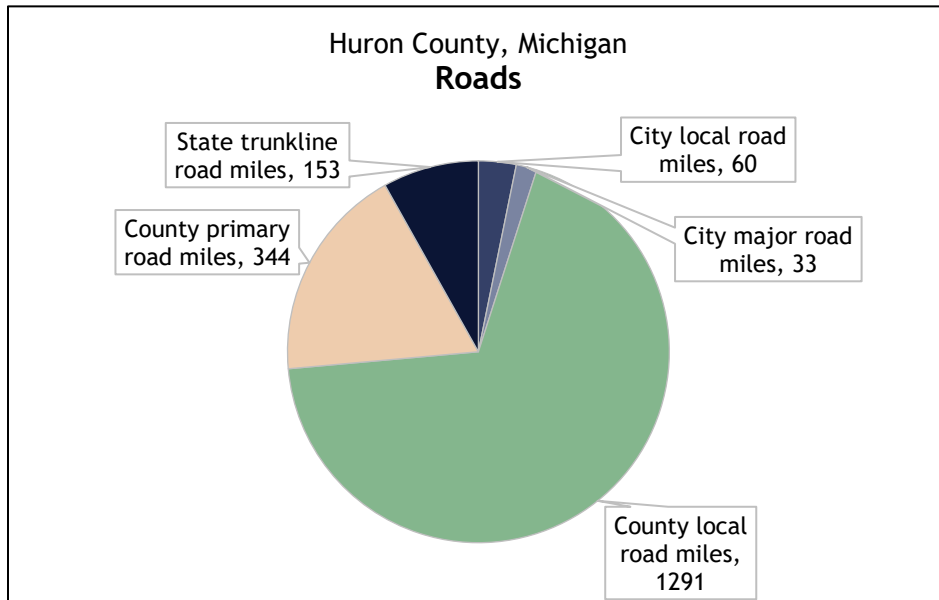 Huron County, Michigan
Roads
State trunkline
road miles, 153
City local road
miles, 60
County primary
road miles, 344
City major road
miles, 33
County local
road miles,
1291